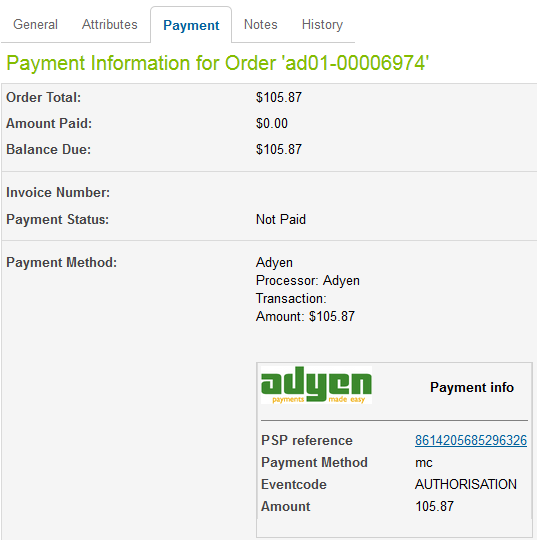 General Attributes Payment Notes History
Payment Information for Order 'ad01-00006974'
Order Total: $105.87
Amount Paid: $0.00
Balance Due: $105.87
Invoice Number:
Payment Status: Not Paid
Payment Method: Adyen
Processor: Adyen
Transaction:
Amount: $105.87
adyen
payments made easy
Payment info
PSP reference 8614205685296326
Payment Method mc
Eventcode AUTHORISATION
Amount 105.87